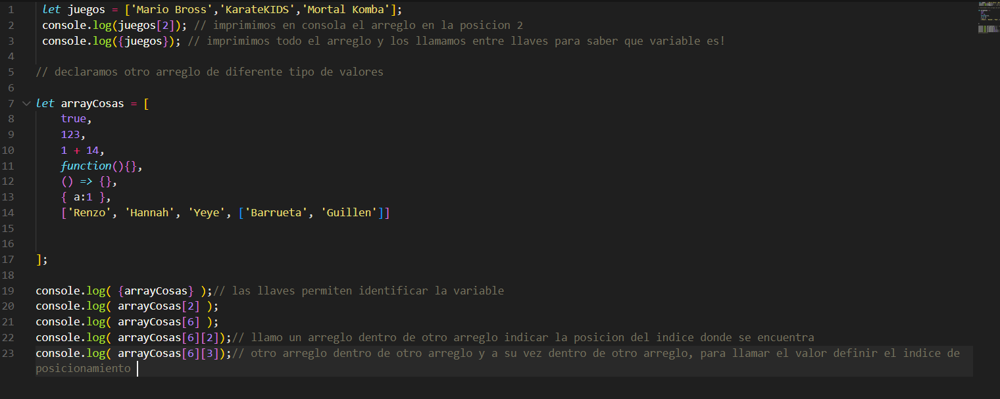 1 let juegos = ['Mario Bross','KarateKIDS','Mortal Komba'];
2 console.log(juegos[2]); // imprimimos en consola el arreglo en la posicion 2
3 console.log({juegos}); // imprimimos todo el arreglo y los llamamos entre llaves para saber que variable es!
4
5 // declaramos otro arreglo de diferente tipo de valores
6
7 let arrayCosas = [
8 true,
9 123,
10 1 + 14,
11 function(){},
12 () => {},
13 { a:1 },
14 ['Renzo', 'Hannah', 'Yeye', ['Barrueta', 'Guillen']]
15
16
17 ];
18
19 console.log( {arrayCosas} );// las llaves permiten identificar la variable
20 console.log( arrayCosas[2] );
21 console.log( arrayCosas[6] );
22 console.log( arrayCosas[6][2]);// llamo un arreglo dentro de otro arreglo indicar la posicion del indice donde se encuentra
23 console.log( arrayCosas[6][3]);// otro arreglo dentro de otro arreglo y a su vez dentro de otro arreglo, para llamar el valor definir el indice de
posicionamiento